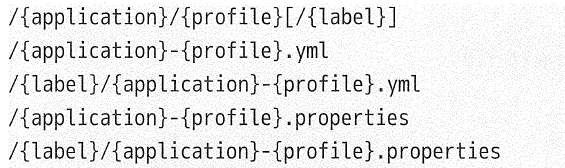 /{application}/{profile}[/{label}]
/{application}-{profile}.yml
/{label}/{application}-{profile}.yml
/{application}-{profile}.properties
/{label}/{application}-{profile}.properties